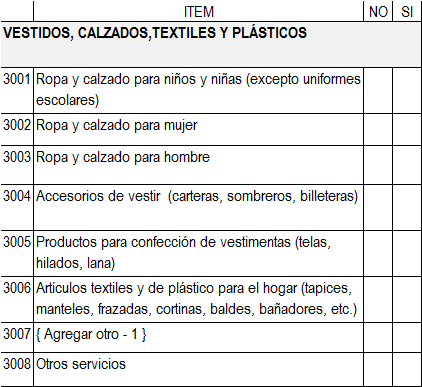 ITEM NO SI
VESTIDOS, CALZADOS,TEXTILES Y PLÁSTICOS
3001 Ropa y calzado para niños y niñas (excepto uniformes
escolares)
3002 Ropa y calzado para mujer
3003 Ropa y calzado para hombre
3004 Accesorios de vestir (carteras, sombreros, billeteras)
3005 Productos para confección de vestimentas (telas,
hilados, lana)
3006 Articulos textiles y de plástico para el hogar (tapices,
manteles, frazadas, cortinas, baldes, bañadores, etc.)
3007 { Agregar otro - 1 }
3008 Otros servicios